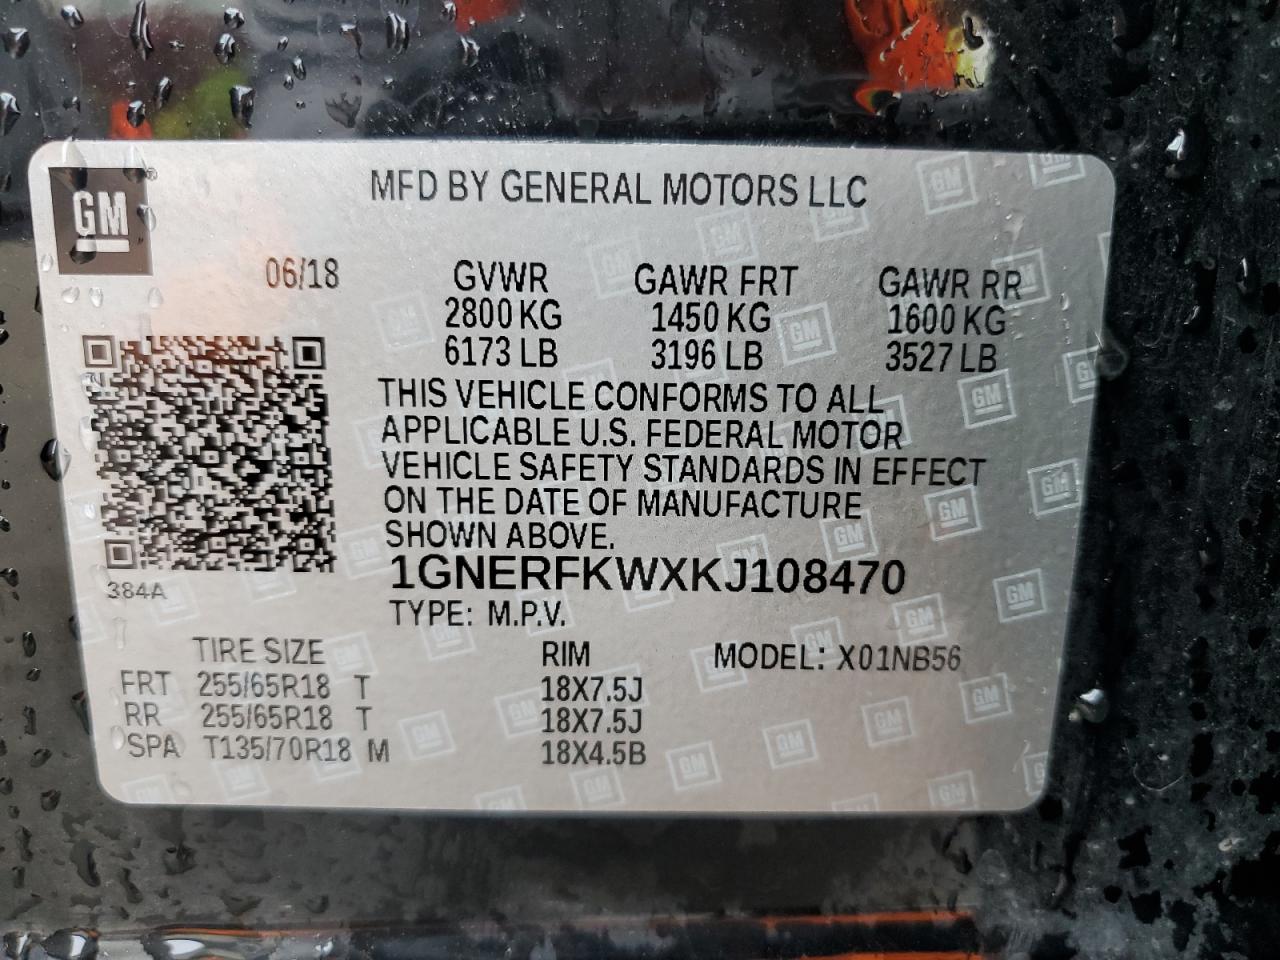 GM
MFD BY GENERAL MOTORS LLC
06/18
GVWR GAWR FRT GAWR RR
2800 KG 1450 KG 1600 KG
6173 LB 3196 LB 3527 LB
THIS VEHICLE CONFORMS TO ALL
APPLICABLE U.S. FEDERAL MOTOR
VEHICLE SAFETY STANDARDS IN EFFECT
ON THE DATE OF MANUFACTURE
SHOWN ABOVE.
1GNERFKWXKJ108470
384A
TYPE: M.P.V.
TIRE SIZE RIM MODEL: X01NB56
FRT 255/65R18 T 18X7.5J
RR 255/65R18 T 18X7.5J
SPA T135/70R18 M 18X4.5B